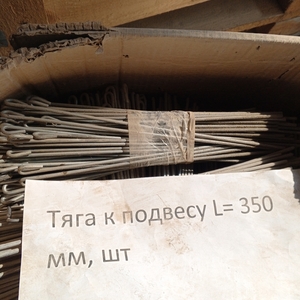 Тяга к подвесу L= 350
мм, шт